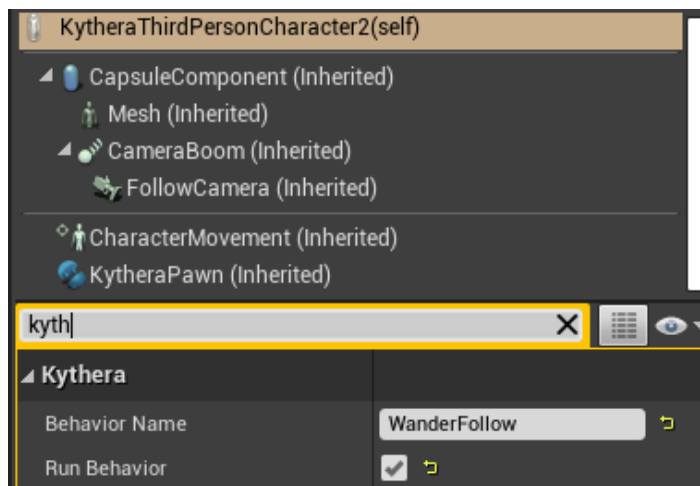 KytheraThirdPersonCharacter2(self)
CapsuleComponent (Inherited)
Mesh (Inherited)
CameraBoom (Inherited)
FollowCamera (Inherited)
CharacterMovement (Inherited)
KytheraPawn (Inherited)
kyth
Kythera
Behavior Name WanderFollow
Run Behavior